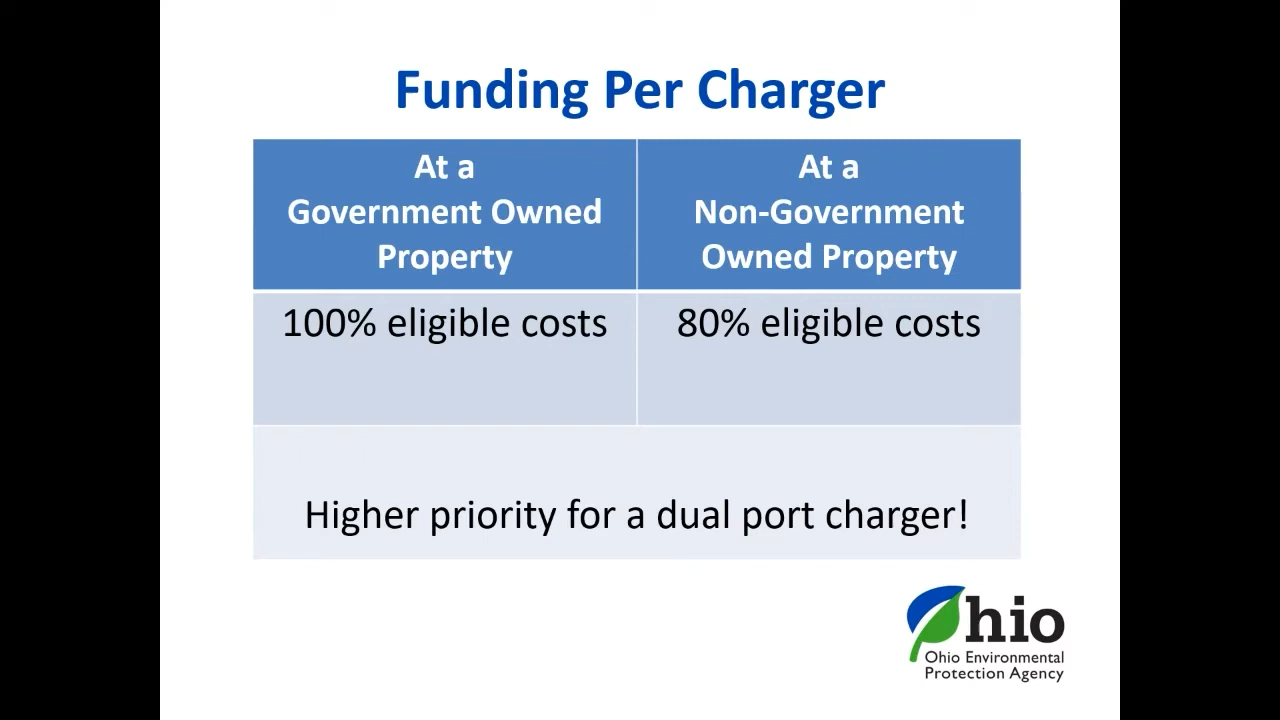 Funding Per Charger
At a
Government Owned
Property
At a
Non-Government
Owned Property
100% eligible costs
80% eligible costs
Higher priority for a dual port charger!
Ohio
Ohio Environmental
Protection Agency